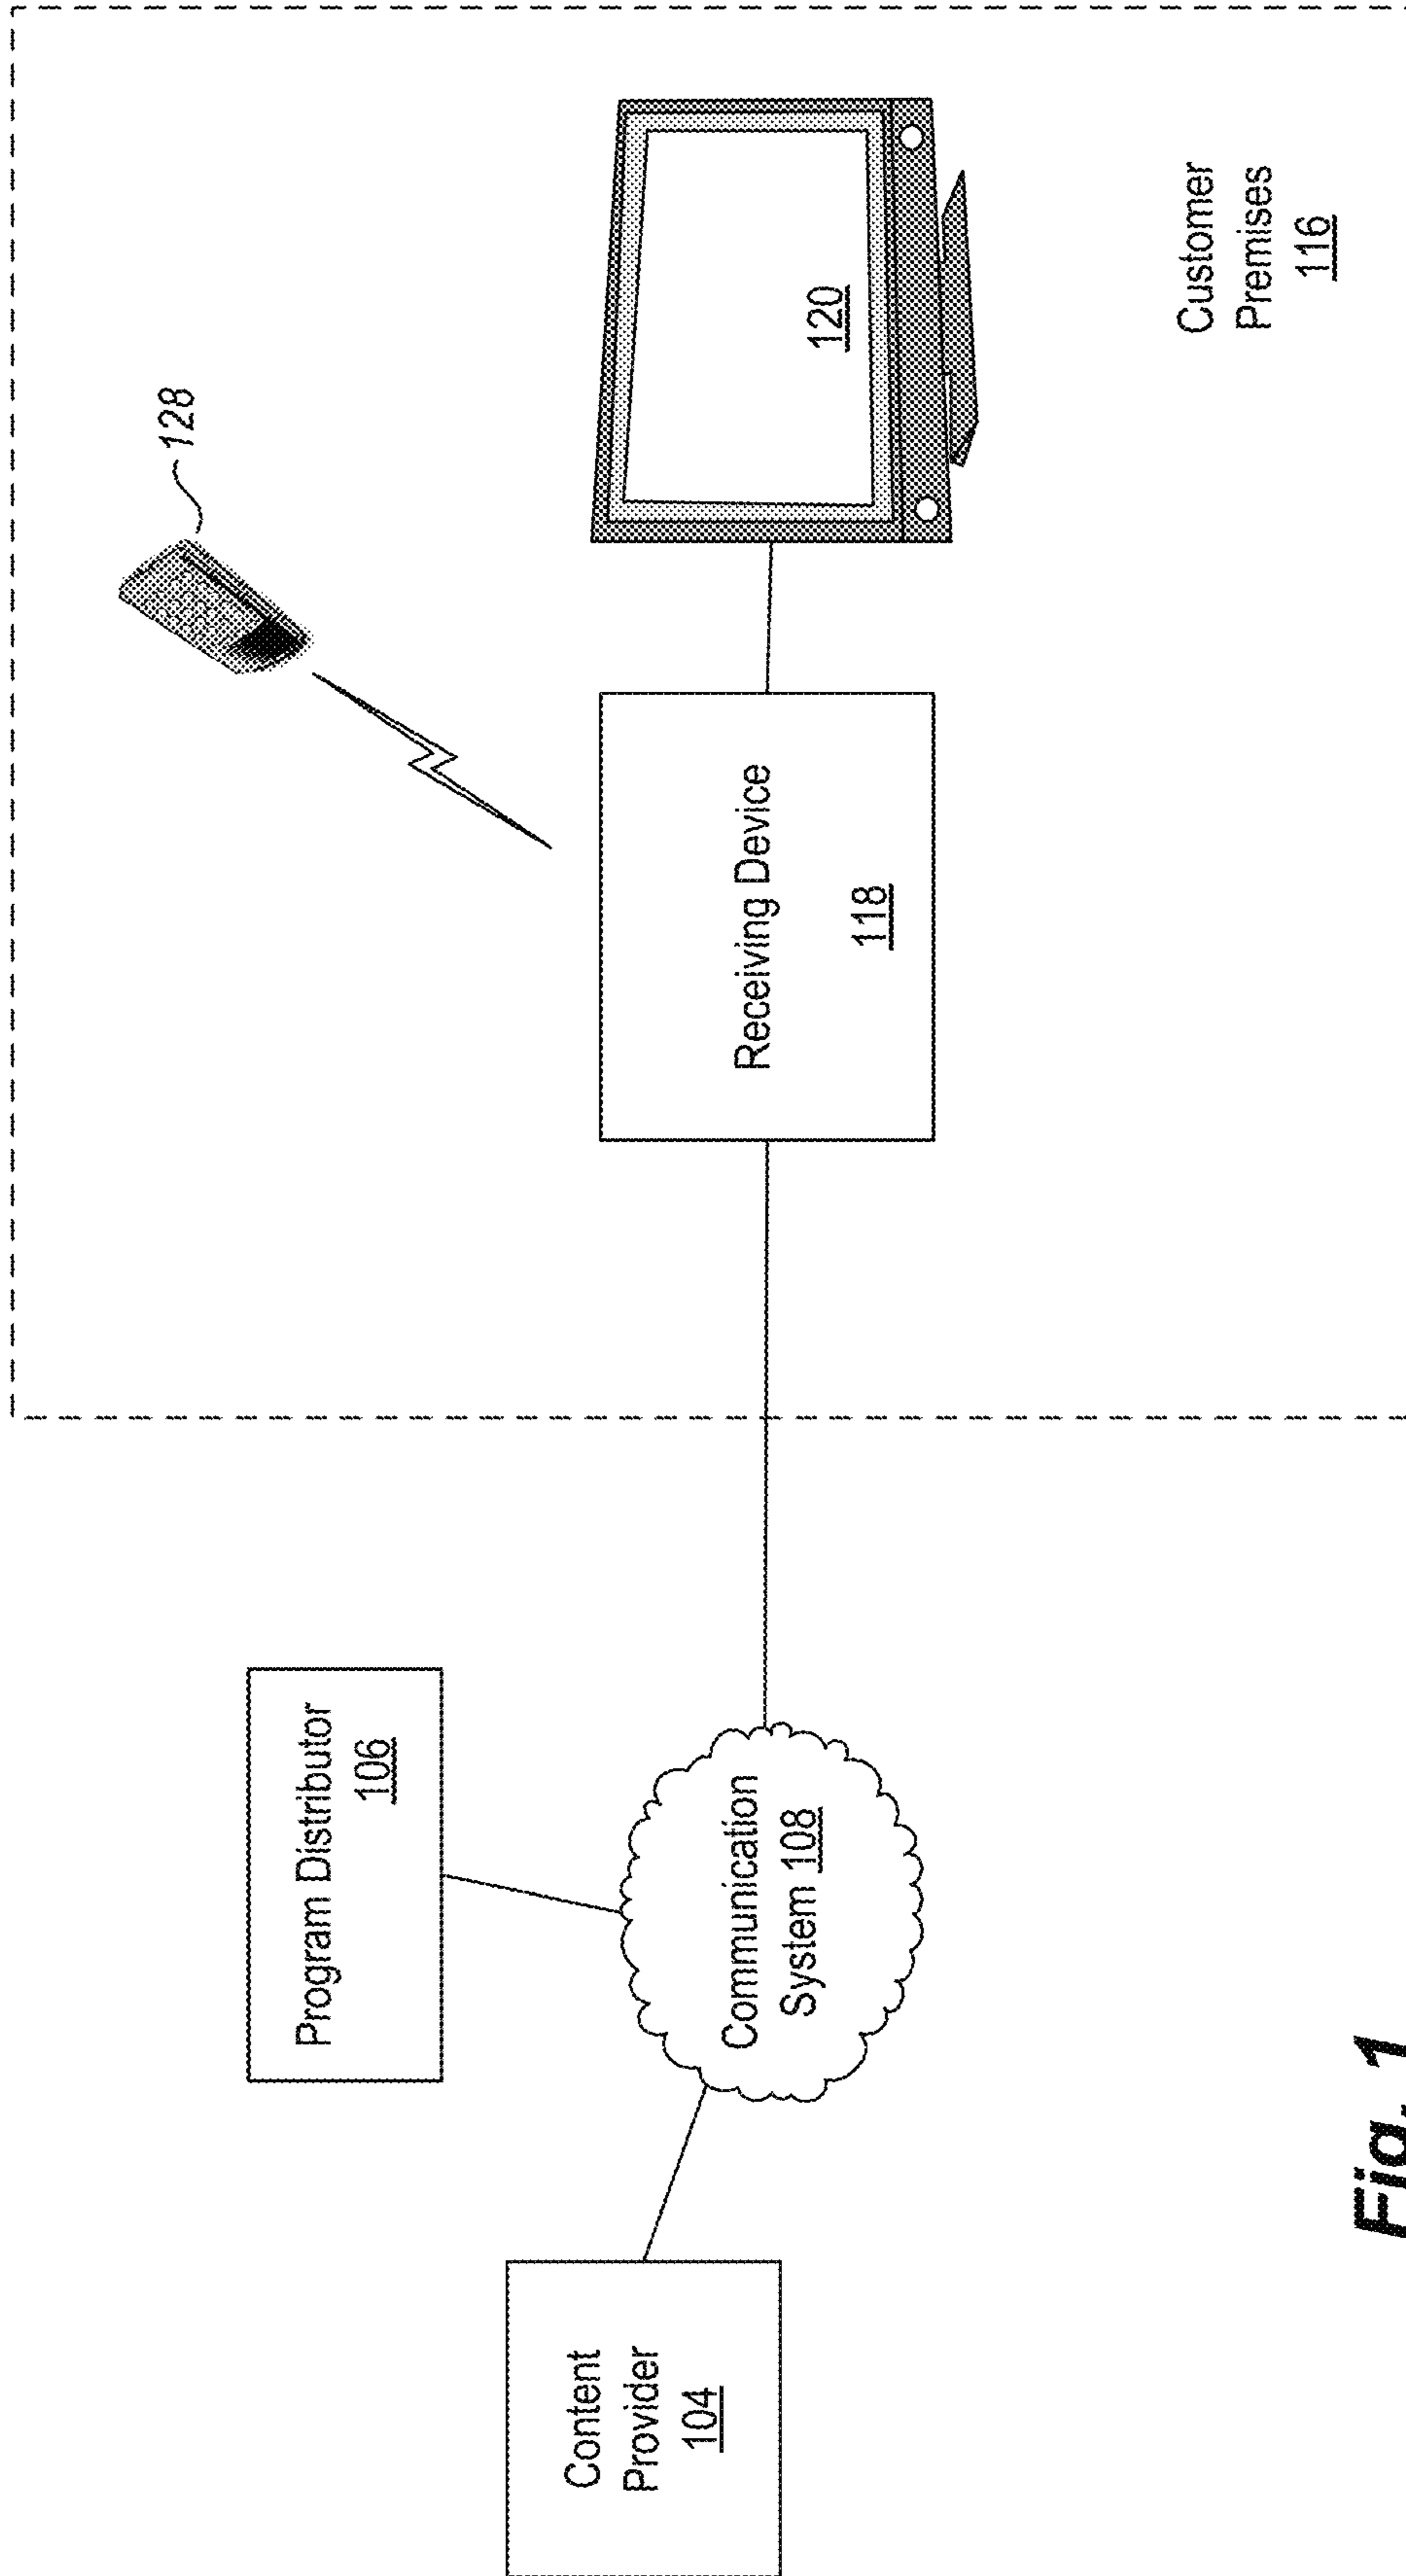 Program Distributor
106
Content
Provider
104
Communication
System 108
Receiving Device
118
128
120
Customer
Premises
116
Fig. 1